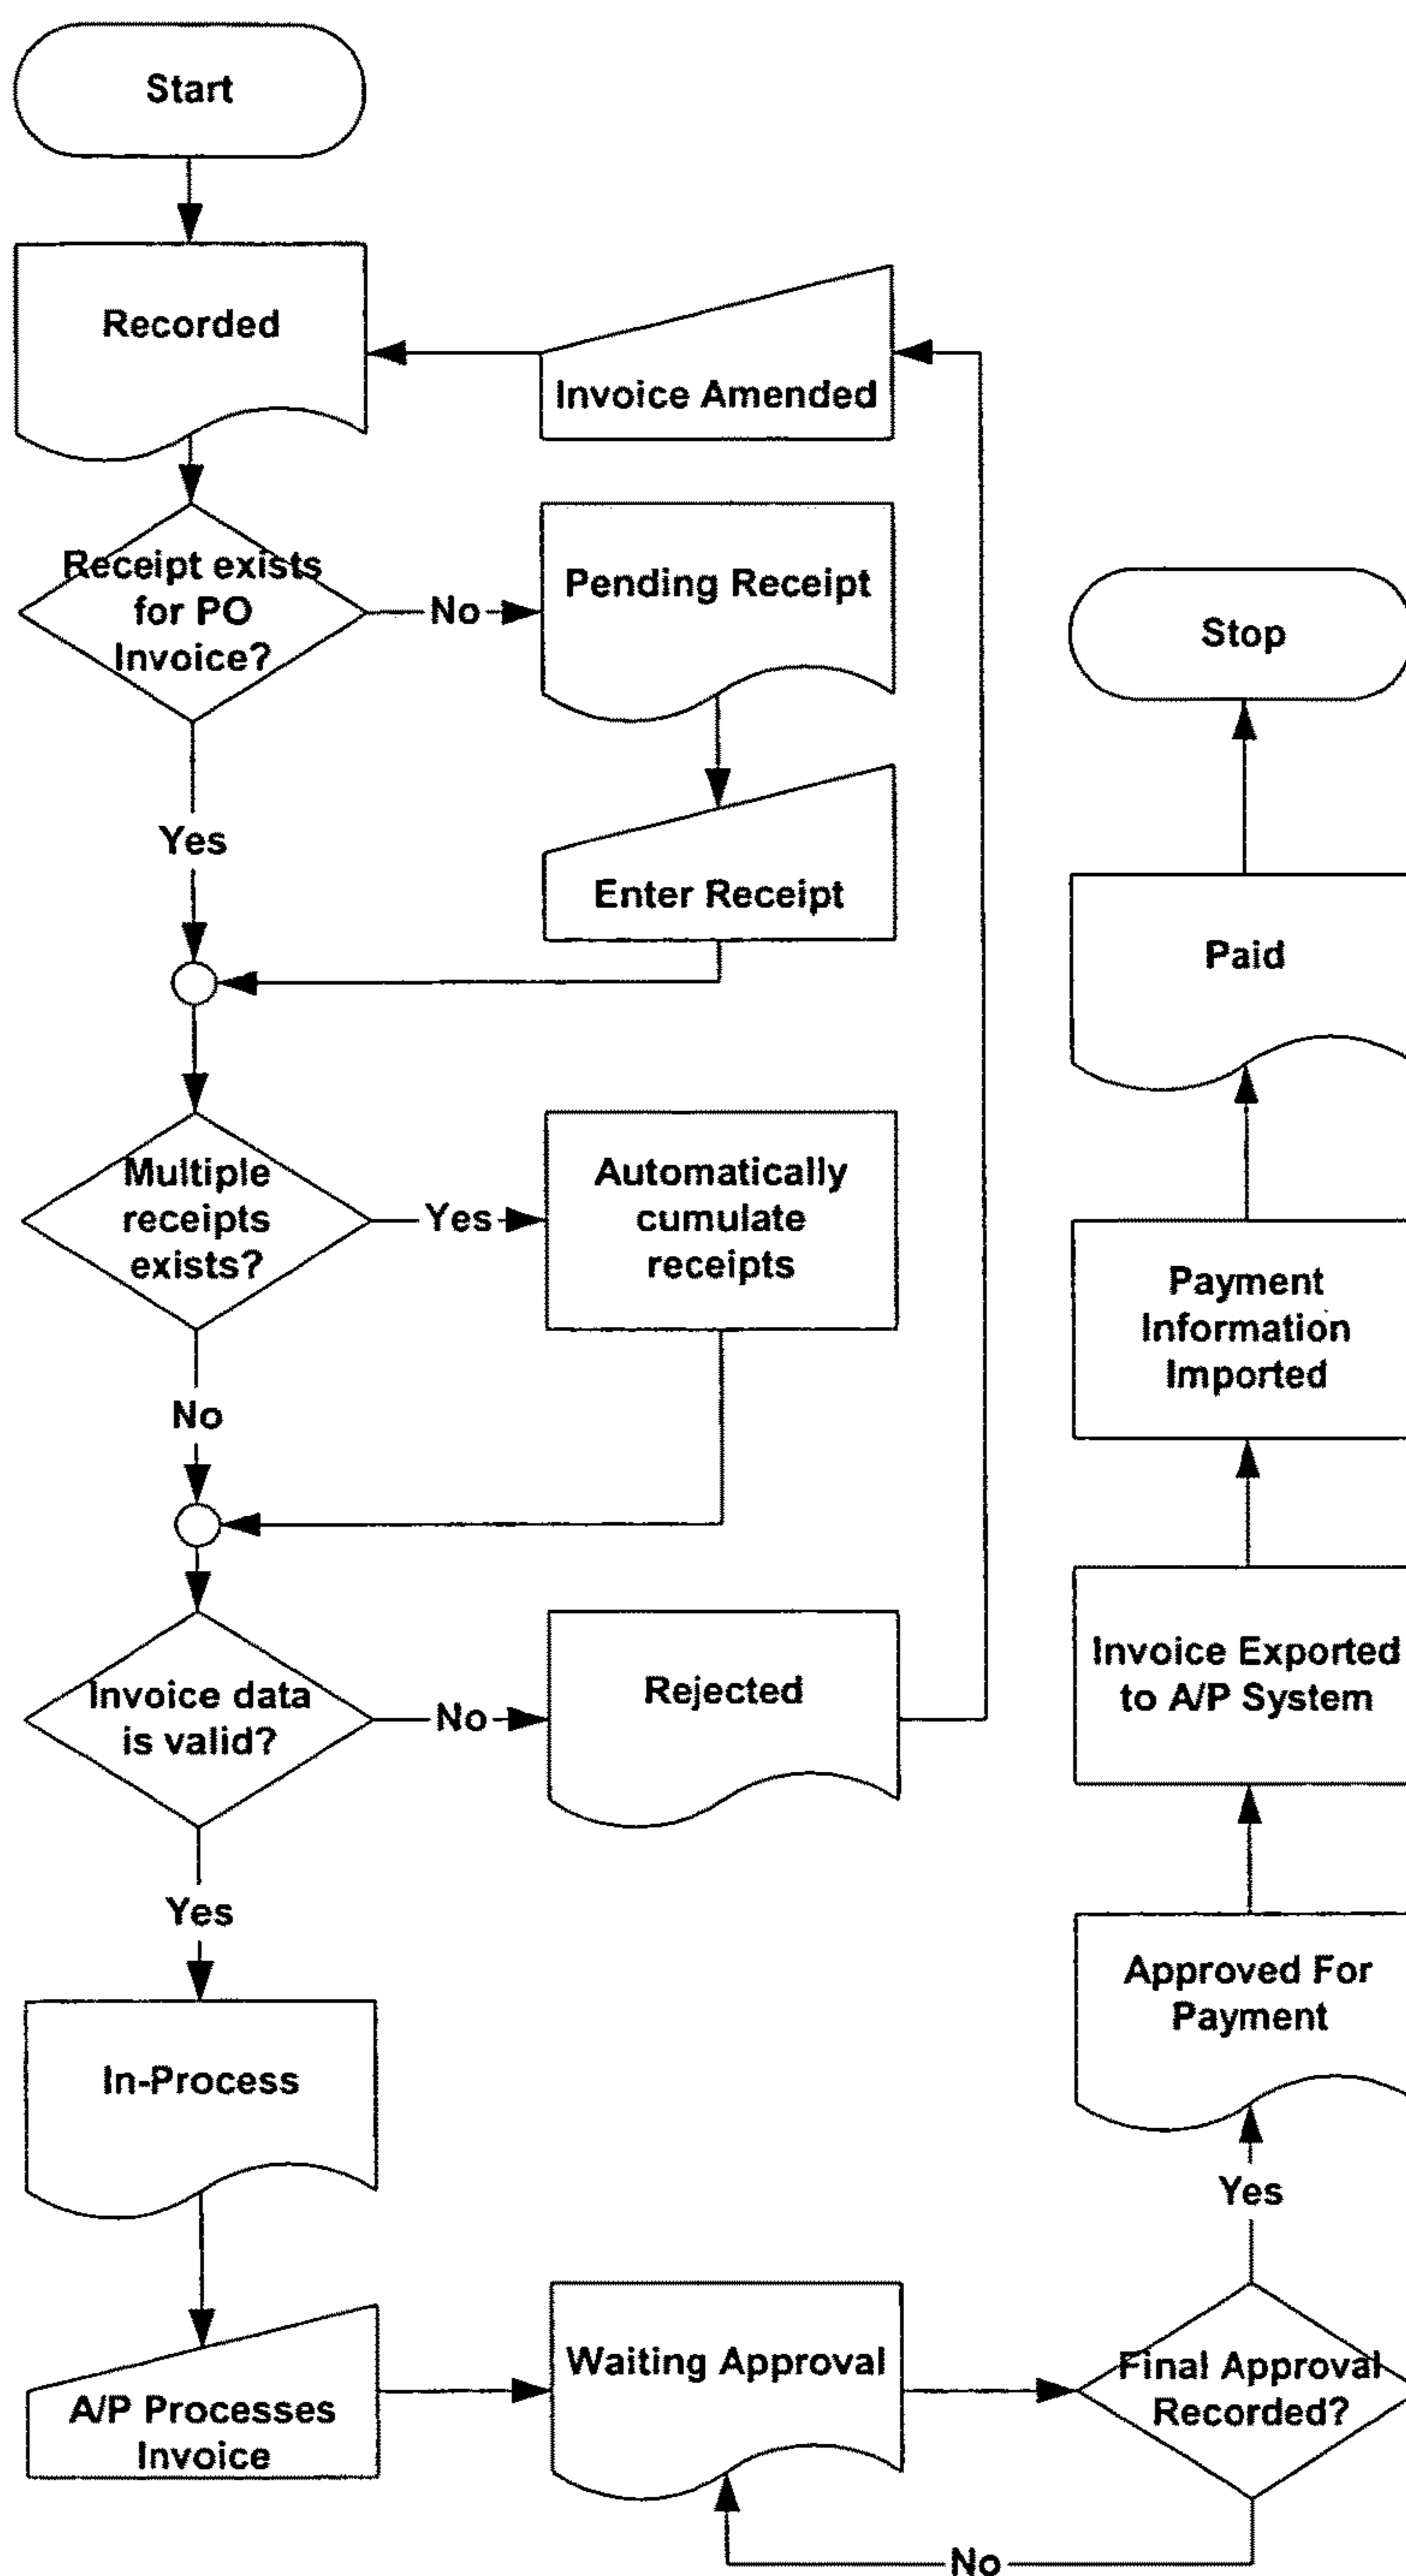 Start
Recorded
Invoice Amended
Receipt exists
for PO
Invoice?
No
Pending Receipt
Stop
Yes
Enter Receipt
Paid
Multiple
receipts
exists?
Yes
Automatically
cumulate
receipts
Payment
Information
Imported
No
Invoice data
is valid?
No
Rejected
Invoice Exported
to A/P System
Yes
In-Process
Approved For
Payment
Yes
A/P Processes
Invoice
Waiting Approval
Final Approval
Recorded?
No